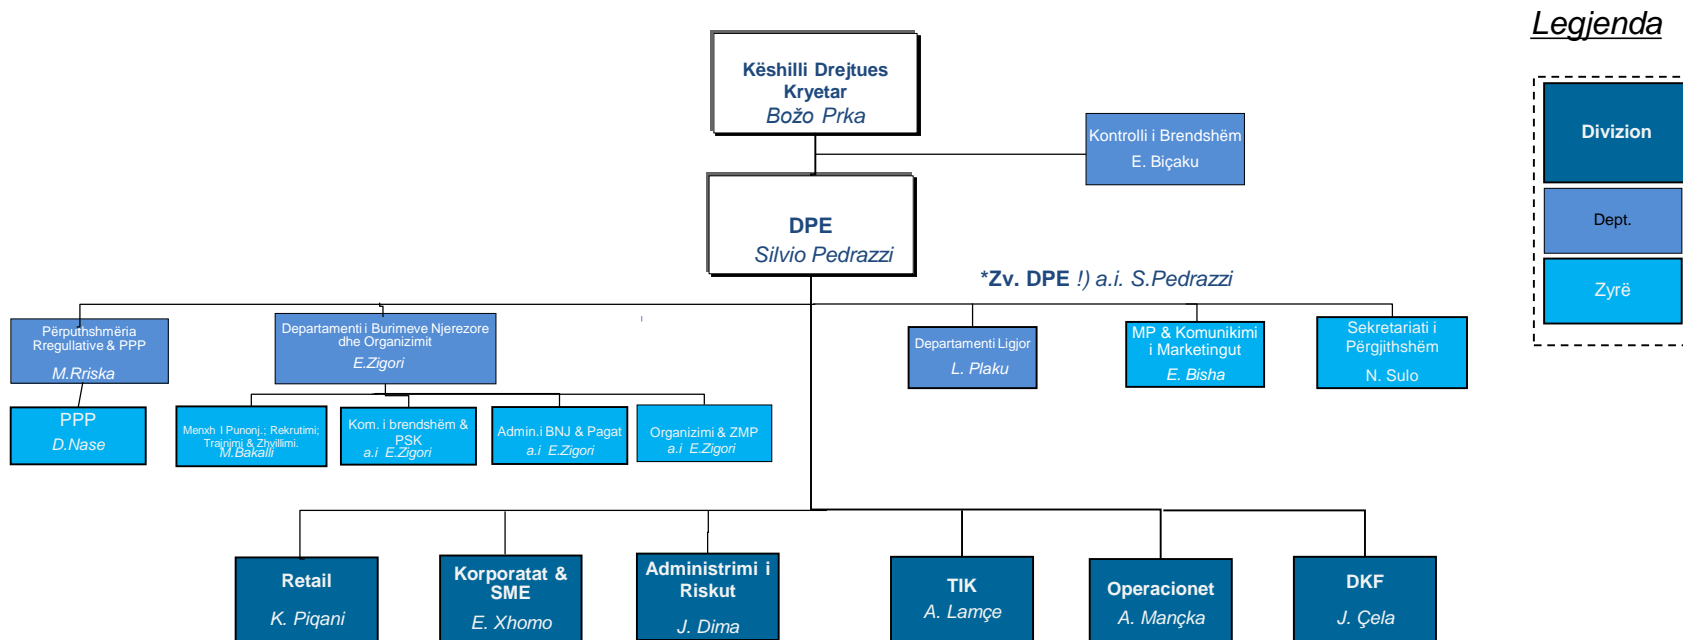 Legjenda
Këshilli Drejtues
Kryetar
Božo Prka
Kontrolli i Brendshëm
E. Biçaku
Divizion
Dept.
Zyrë
DPE
Silvio Pedrazzi
*Zv. DPE !) a.i. S.Pedrazzi
Përputhshmëria
Rregullative & PPP
M.Rriska
Departamenti i Burimeve Njerezore
dhe Organizimit
E.Zigori
Departamenti Ligjor
L. Plaku
MP & Komunikimi
i Marketingut
E. Bisha
Sekretariati i
Përgjithshëm
N. Sulo
PPP
D.Nase
Menxh I Punonj.; Rekrutimi;
Trajnimi & Zhvillimi.
M.Bakalli
Kom. i brendshëm &
PSK
a.i E.Zigori
Admin.i BNJ & Pagat
a.i E.Zigori
Organizimi & ZMP
a.i E.Zigori
Retail
K. Piqani
Korporatat &
SME
E. Xhomo
Administrimi i
Riskut
J. Dima
TIK
A. Lamçe
Operacionet
A. Mançka
DKF
J. Çela